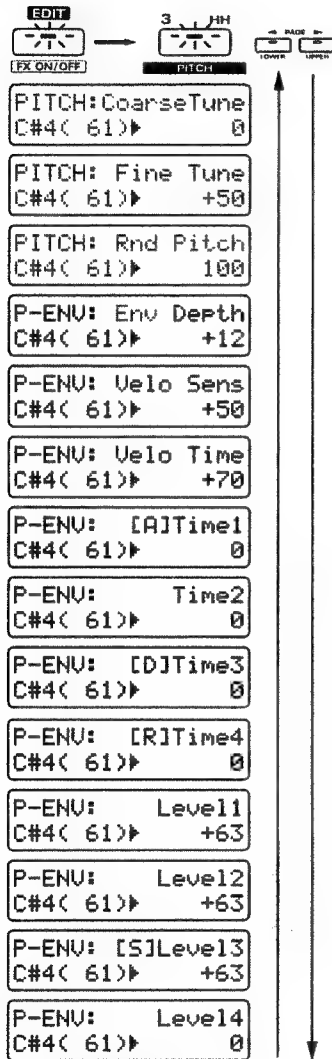 EDIT
3 HH
◄ PAGE ►
FX ON/OFF
PITCH
LOWER UPPER
PITCH:CoarseTune
C#4( 61)▶ 0
PITCH: Fine Tune
C#4( 61)▶ +50
PITCH: Rnd Pitch
C#4( 61)▶ 100
P-ENV: Env Depth
C#4( 61)▶ +12
P-ENV: Velo Sens
C#4( 61)▶ +50
P-ENV: Velo Time
C#4( 61)▶ +70
P-ENV: [A]Time1
C#4( 61)▶ 0
P-ENV: Time2
C#4( 61)▶ 0
P-ENV: [D]Time3
C#4( 61)▶ 0
P-ENV: [R]Time4
C#4( 61)▶ 0
P-ENV: Level1
C#4( 61)▶ +63
P-ENV: Level2
C#4( 61)▶ +63
P-ENV: [S]Level3
C#4( 61)▶ +63
P-ENV: Level4
C#4( 61)▶ 0